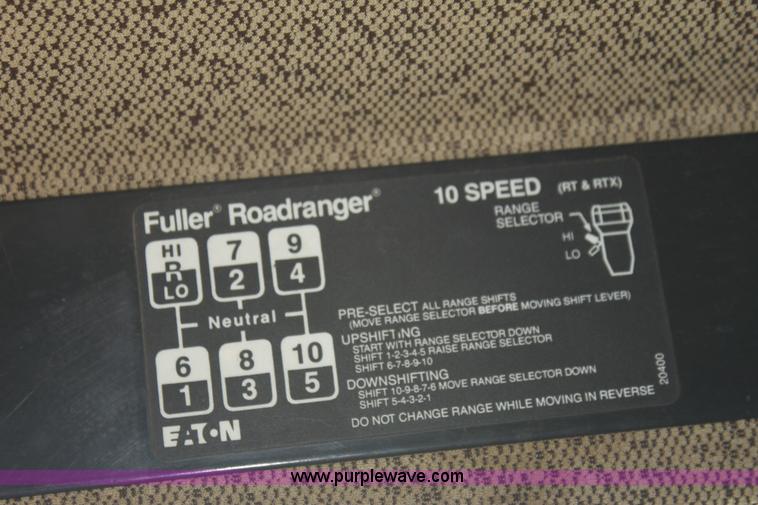 Fuller® Roadranger®
10 SPEED (RT & RTX)
RANGE
SELECTOR
HI
LO
HI
R
LO
7
2
9
4
Neutral
6
1
8
3
10
5
PRE-SELECT ALL RANGE SHIFTS
(MOVE RANGE SELECTOR BEFORE MOVING SHIFT LEVER)
UPSHIFTING
START WITH RANGE SELECTOR DOWN
SHIFT 1-2-3-4-5 RAISE RANGE SELECTOR
SHIFT 6-7-8-9-10
DOWNSHIFTING
SHIFT 10-9-8-7-6 MOVE RANGE SELECTOR DOWN
SHIFT 5-4-3-2-1
DO NOT CHANGE RANGE WHILE MOVING IN REVERSE
20400
EATON
www.purplewave.com